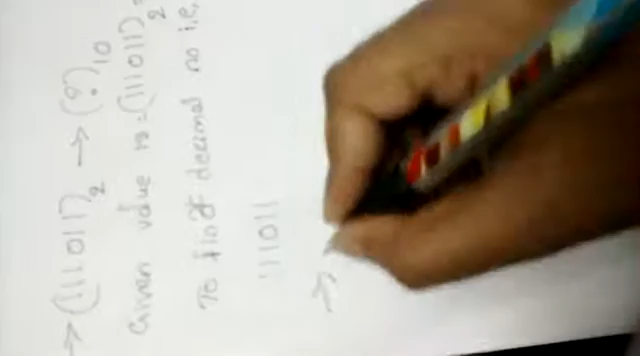 → (111011)₂ → (?)₁₀
Given value is = (111011)₂ =
To find decimal no i.e,
111011
→